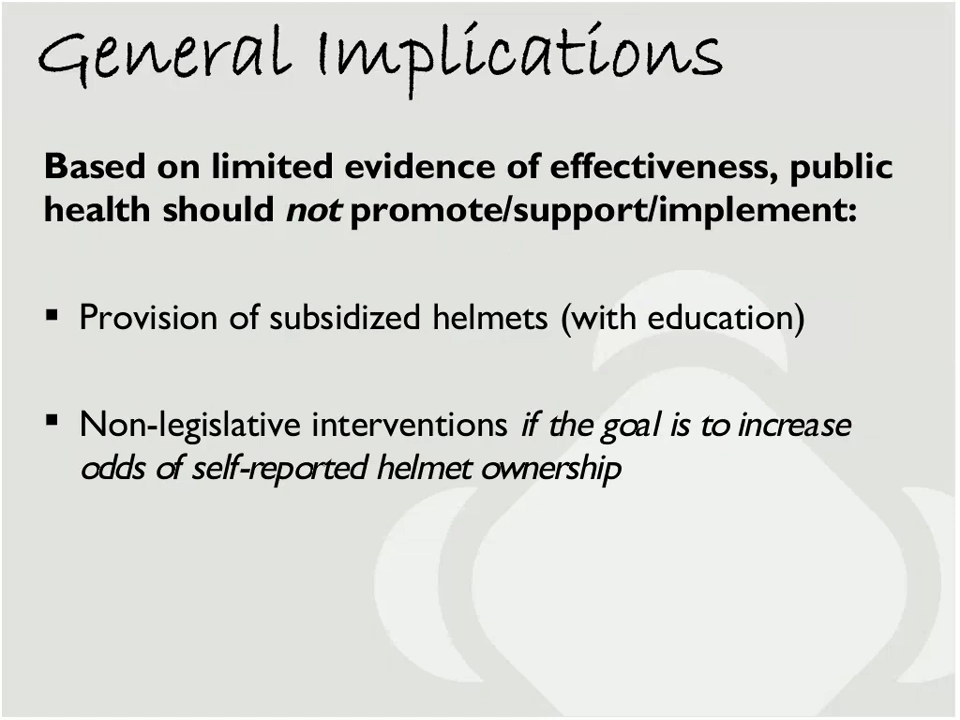 General Implications
Based on limited evidence of effectiveness, public
health should not promote/support/implement:
▪ Provision of subsidized helmets (with education)
▪ Non-legislative interventions if the goal is to increase
odds of self-reported helmet ownership